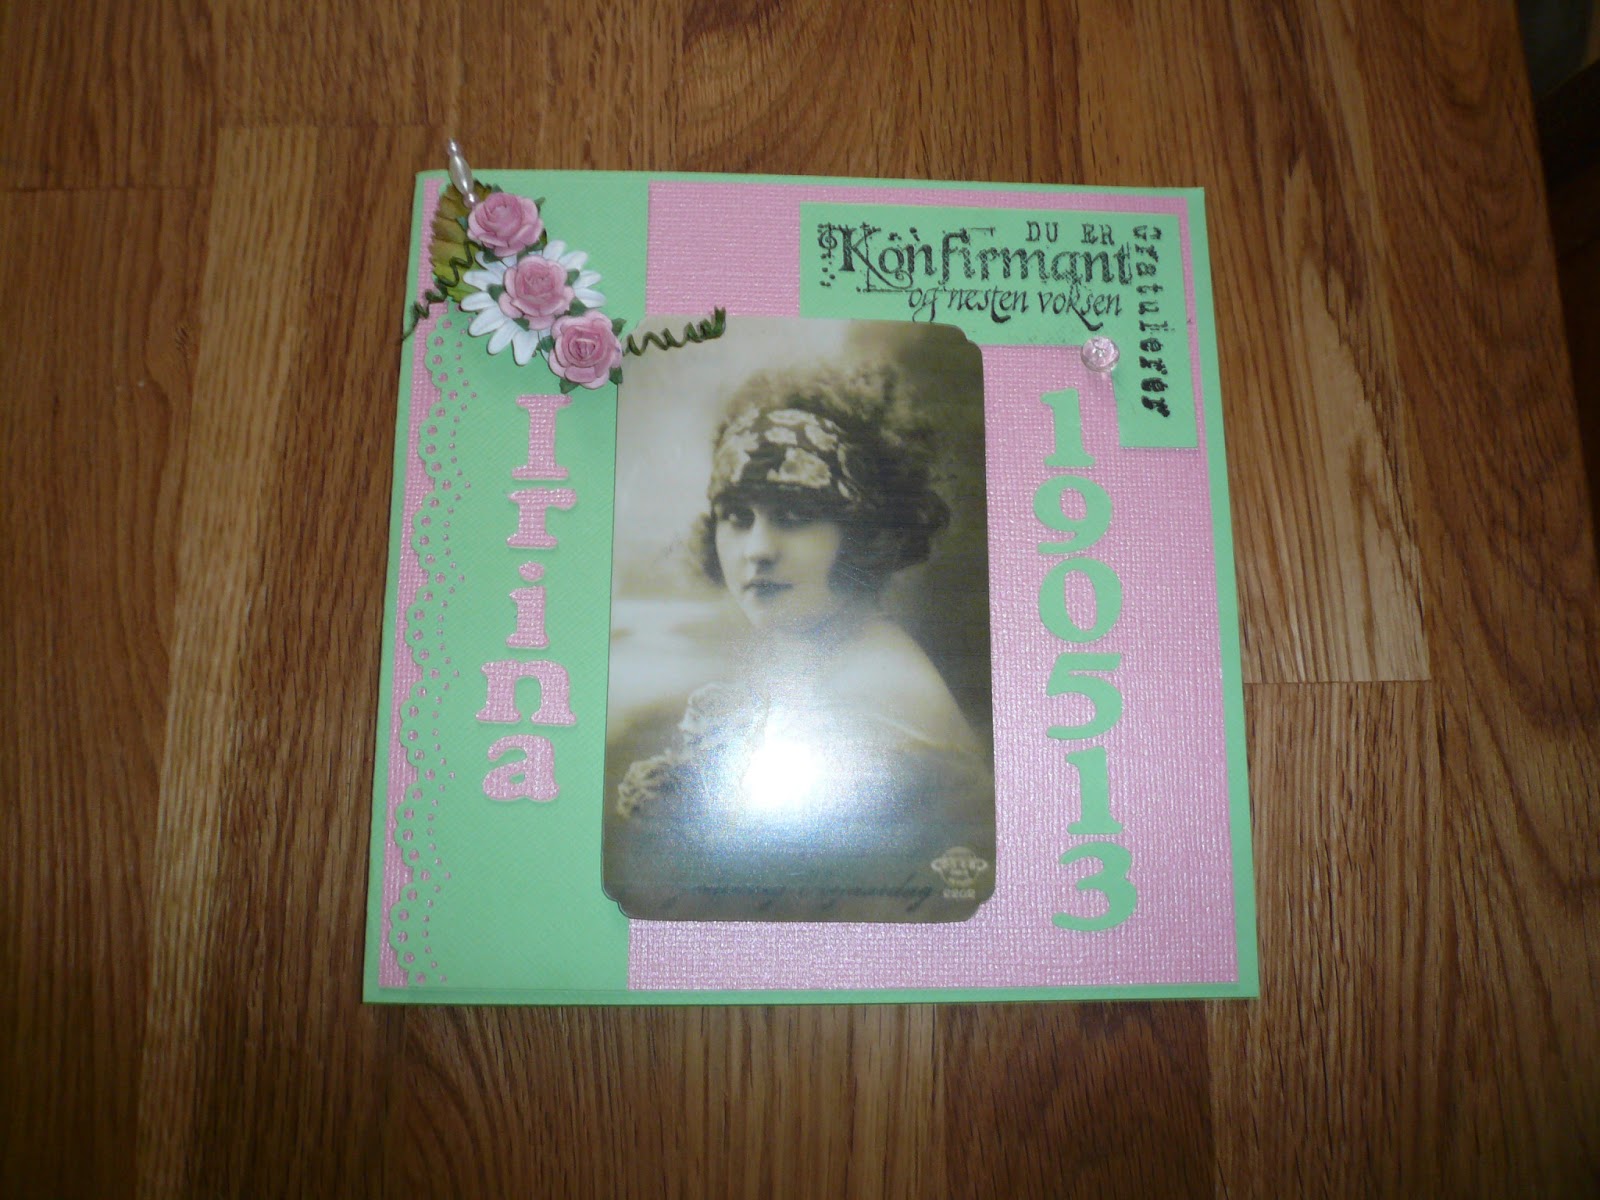 DU ER
Konfirmant
og nesten voksen
Gratulerer
Irina
190513